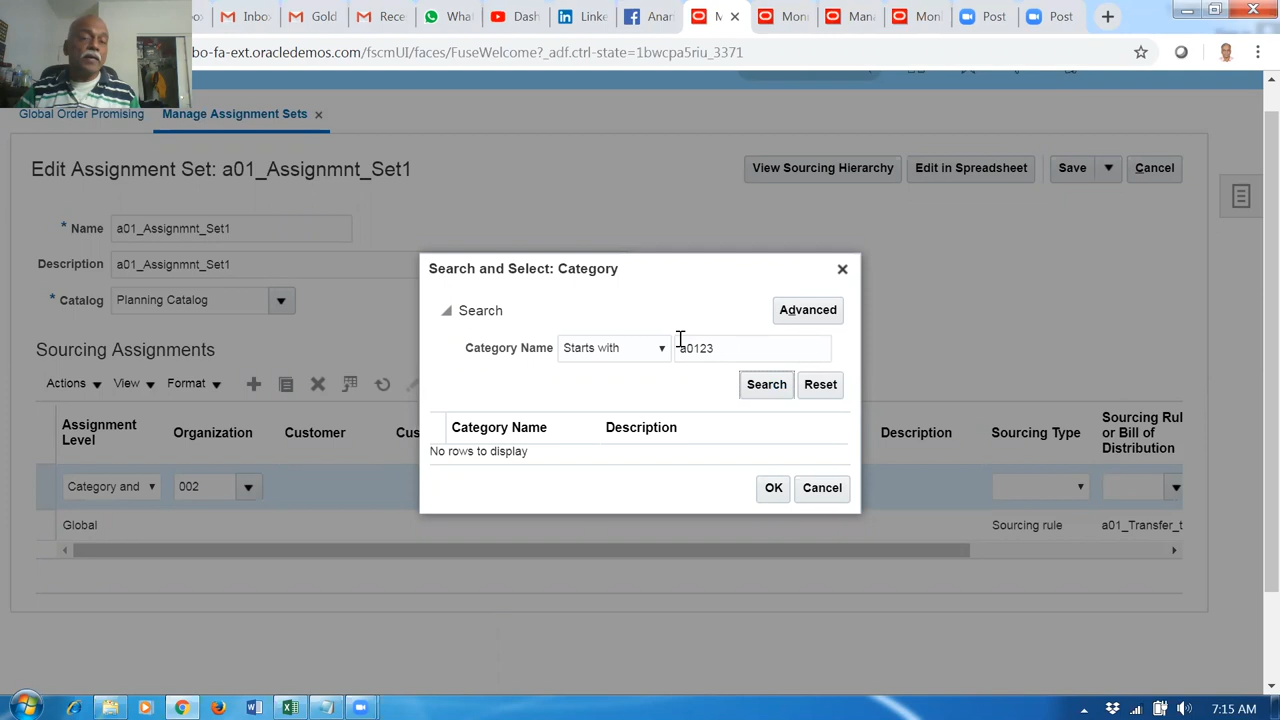 Inbo
Gold
Rece
Wha
Das
Linke
Anan
M
Mon
Man
Mon
Post
Post
bo-fa-ext.oracledemos.com/fscmUI/faces/FuseWelcome?_adf.ctrl-state=1bwcpa5riu_3371
Global Order Promising
Manage Assignment Sets
Edit Assignment Set: a01_Assignmnt_Set1
View Sourcing Hierarchy
Edit in Spreadsheet
Save
Cancel
* Name a01_Assignmnt_Set1
Description a01_Assignmnt_Set1
* Catalog Planning Catalog
Sourcing Assignments
Actions View Format
Assignment Level
Organization
Customer
Cus
Description
Sourcing Type
Sourcing Rul
or Bill of
Distribution
Category and
002
Global
Sourcing rule
a01_Transfer_t
Search and Select: Category
Search
Advanced
Category Name Starts with a0123
Search
Reset
Category Name Description
No rows to display
OK
Cancel
7:15 AM